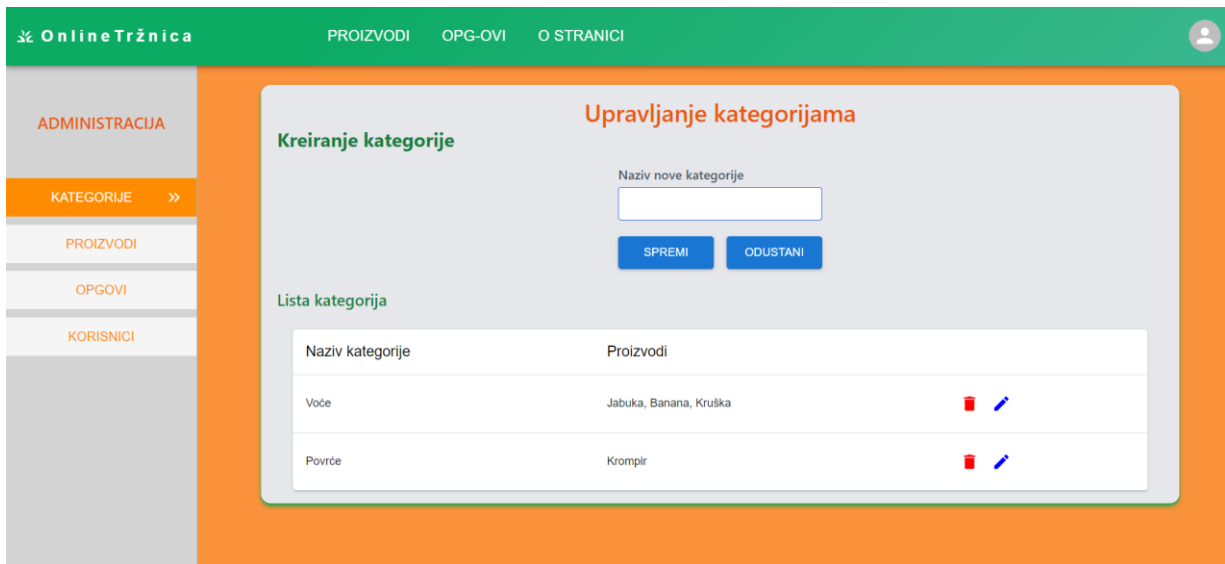 OnlineTržnica PROIZVODI OPG-OVI O STRANICI
ADMINISTRACIJA
KATEGORIJE »
PROIZVODI
OPGOVI
KORISNICI
Upravljanje kategorijama
Kreiranje kategorije
Naziv nove kategorije
SPREMI ODUSTANI
Lista kategorija
Naziv kategorije Proizvodi
Voće Jabuka, Banana, Kruška
Povrće Krompir